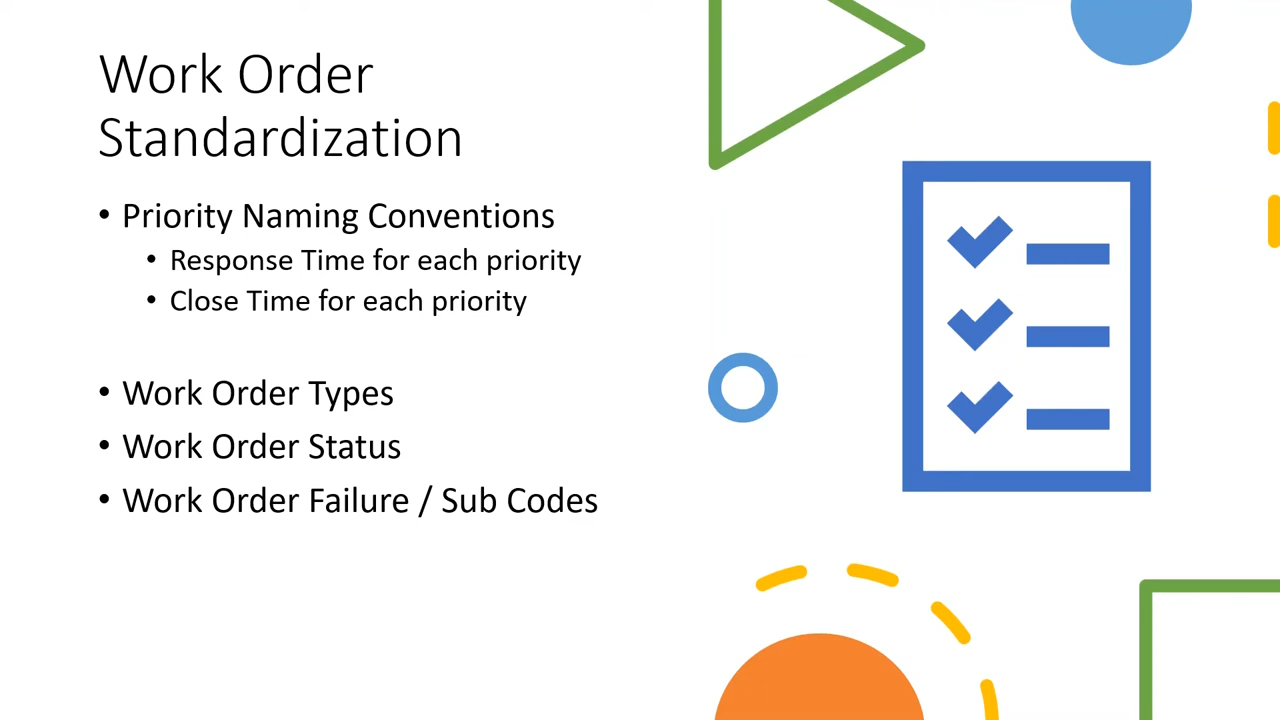 Work Order
Standardization
• Priority Naming Conventions
• Response Time for each priority
• Close Time for each priority
• Work Order Types
• Work Order Status
• Work Order Failure / Sub Codes